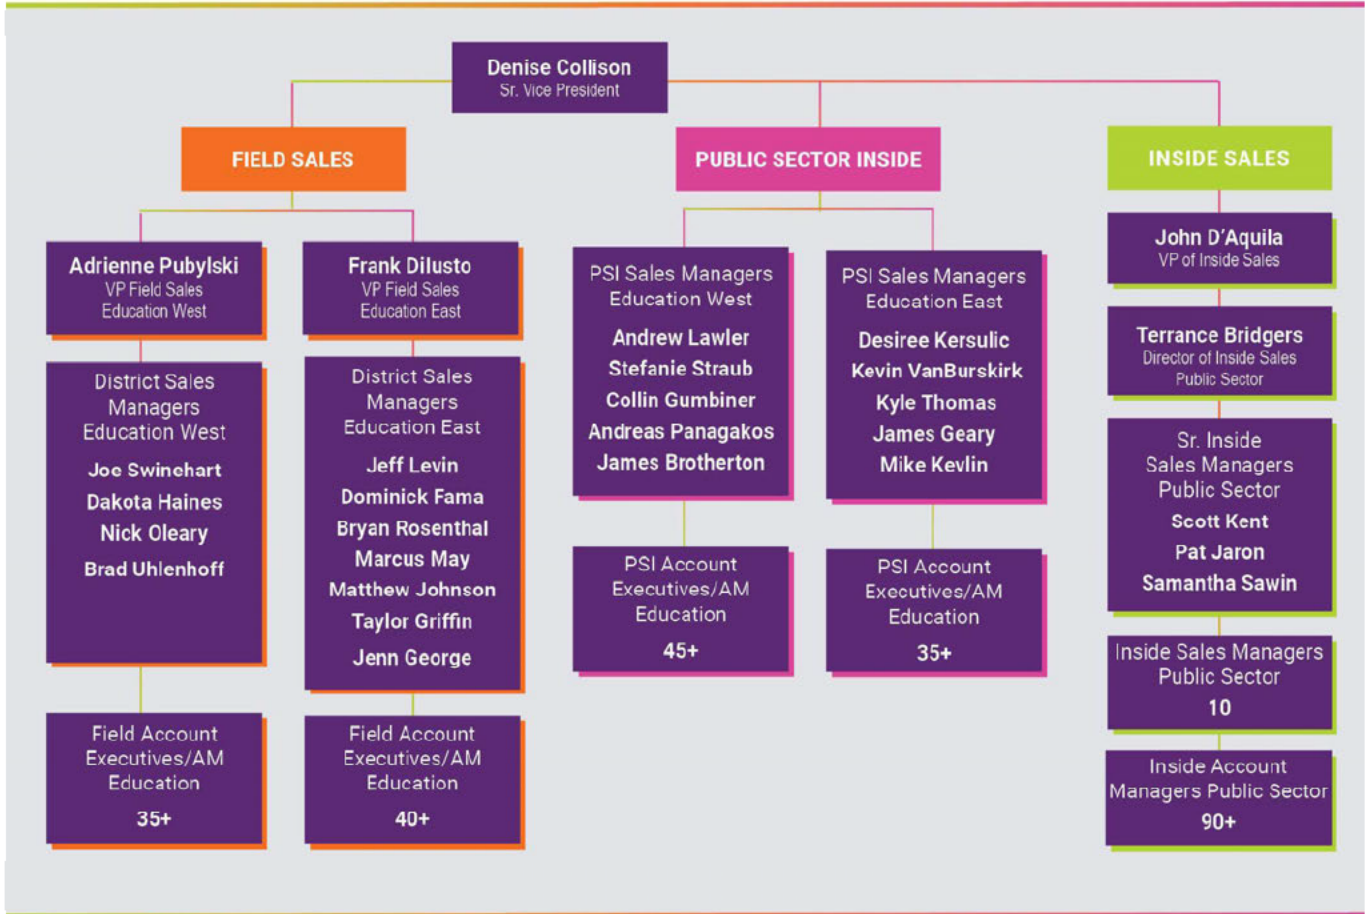 Denise Collison
Sr. Vice President
FIELD SALES
Adrienne Pubylski
VP Field Sales
Education West
District Sales
Managers
Education West
Joe Swinehart
Dakota Haines
Nick Oleary
Brad Uhlenhoff
Field Account
Executives/AM
Education
35+
Frank Dilusto
VP Field Sales
Education East
District Sales
Managers
Education East
Jeff Levin
Dominick Fama
Bryan Rosenthal
Marcus May
Matthew Johnson
Taylor Griffin
Jenn George
Field Account
Executives/AM
Education
40+
PUBLIC SECTOR INSIDE
PSI Sales Managers
Education West
Andrew Lawler
Stefanie Straub
Collin Gumbiner
Andreas Panagakos
James Brotherton
PSI Account
Executives/AM
Education
45+
PSI Sales Managers
Education East
Desiree Kersulic
Kevin VanBurskirk
Kyle Thomas
James Geary
Mike Kevlin
PSI Account
Executives/AM
Education
35+
INSIDE SALES
John D'Aquila
VP of Inside Sales
Terrance Bridgers
Director of Inside Sales
Public Sector
Sr. Inside
Sales Managers
Public Sector
Scott Kent
Pat Jaron
Samantha Sawin
Inside Sales Managers
Public Sector
10
Inside Account
Managers Public Sector
90+